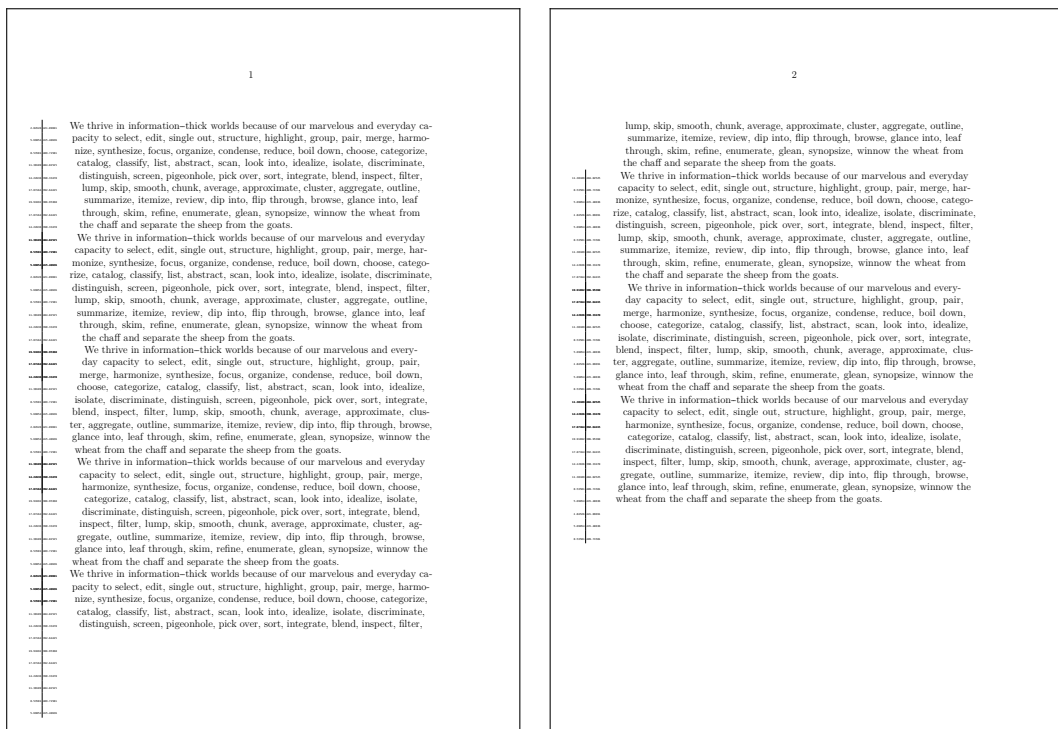 1
We thrive in information–thick worlds because of our marvelous and everyday ca-
pacity to select, edit, single out, structure, highlight, group, pair, merge, harmo-
nize, synthesize, focus, organize, condense, reduce, boil down, choose, categorize,
catalog, classify, list, abstract, scan, look into, idealize, isolate, discriminate,
distinguish, screen, pigeonhole, pick over, sort, integrate, blend, inspect, filter,
lump, skip, smooth, chunk, average, approximate, cluster, aggregate, outline,
summarize, itemize, review, dip into, flip through, browse, glance into, leaf
through, skim, refine, enumerate, glean, synopsize, winnow the wheat from
the chaff and separate the sheep from the goats.
We thrive in information–thick worlds because of our marvelous and everyday
capacity to select, edit, single out, structure, highlight, group, pair, merge, har-
monize, synthesize, focus, organize, condense, reduce, boil down, choose, catego-
rize, catalog, classify, list, abstract, scan, look into, idealize, isolate, discriminate,
distinguish, screen, pigeonhole, pick over, sort, integrate, blend, inspect, filter,
lump, skip, smooth, chunk, average, approximate, cluster, aggregate, outline,
summarize, itemize, review, dip into, flip through, browse, glance into, leaf
through, skim, refine, enumerate, glean, synopsize, winnow the wheat from
the chaff and separate the sheep from the goats.
We thrive in information–thick worlds because of our marvelous and every-
day capacity to select, edit, single out, structure, highlight, group, pair,
merge, harmonize, synthesize, focus, organize, condense, reduce, boil down,
choose, categorize, catalog, classify, list, abstract, scan, look into, idealize,
isolate, discriminate, distinguish, screen, pigeonhole, pick over, sort, integrate,
blend, inspect, filter, lump, skip, smooth, chunk, average, approximate, clus-
ter, aggregate, outline, summarize, itemize, review, dip into, flip through, browse,
glance into, leaf through, skim, refine, enumerate, glean, synopsize, winnow the
wheat from the chaff and separate the sheep from the goats.
We thrive in information–thick worlds because of our marvelous and everyday
capacity to select, edit, single out, structure, highlight, group, pair, merge,
harmonize, synthesize, focus, organize, condense, reduce, boil down, choose,
categorize, catalog, classify, list, abstract, scan, look into, idealize, isolate,
discriminate, distinguish, screen, pigeonhole, pick over, sort, integrate, blend,
inspect, filter, lump, skip, smooth, chunk, average, approximate, cluster, ag-
gregate, outline, summarize, itemize, review, dip into, flip through, browse,
glance into, leaf through, skim, refine, enumerate, glean, synopsize, winnow the
wheat from the chaff and separate the sheep from the goats.
We thrive in information–thick worlds because of our marvelous and everyday ca-
pacity to select, edit, single out, structure, highlight, group, pair, merge, harmo-
nize, synthesize, focus, organize, condense, reduce, boil down, choose, categorize,
catalog, classify, list, abstract, scan, look into, idealize, isolate, discriminate,
distinguish, screen, pigeonhole, pick over, sort, integrate, blend, inspect, filter,
2
lump, skip, smooth, chunk, average, approximate, cluster, aggregate, outline,
summarize, itemize, review, dip into, flip through, browse, glance into, leaf
through, skim, refine, enumerate, glean, synopsize, winnow the wheat from
the chaff and separate the sheep from the goats.
We thrive in information–thick worlds because of our marvelous and everyday
capacity to select, edit, single out, structure, highlight, group, pair, merge, har-
monize, synthesize, focus, organize, condense, reduce, boil down, choose, catego-
rize, catalog, classify, list, abstract, scan, look into, idealize, isolate, discriminate,
distinguish, screen, pigeonhole, pick over, sort, integrate, blend, inspect, filter,
lump, skip, smooth, chunk, average, approximate, cluster, aggregate, outline,
summarize, itemize, review, dip into, flip through, browse, glance into, leaf
through, skim, refine, enumerate, glean, synopsize, winnow the wheat from
the chaff and separate the sheep from the goats.
We thrive in information–thick worlds because of our marvelous and every-
day capacity to select, edit, single out, structure, highlight, group, pair,
merge, harmonize, synthesize, focus, organize, condense, reduce, boil down,
choose, categorize, catalog, classify, list, abstract, scan, look into, idealize,
isolate, discriminate, distinguish, screen, pigeonhole, pick over, sort, integrate,
blend, inspect, filter, lump, skip, smooth, chunk, average, approximate, clus-
ter, aggregate, outline, summarize, itemize, review, dip into, flip through, browse,
glance into, leaf through, skim, refine, enumerate, glean, synopsize, winnow the
wheat from the chaff and separate the sheep from the goats.
We thrive in information–thick worlds because of our marvelous and everyday
capacity to select, edit, single out, structure, highlight, group, pair, merge,
harmonize, synthesize, focus, organize, condense, reduce, boil down, choose,
categorize, catalog, classify, list, abstract, scan, look into, idealize, isolate,
discriminate, distinguish, screen, pigeonhole, pick over, sort, integrate, blend,
inspect, filter, lump, skip, smooth, chunk, average, approximate, cluster, ag-
gregate, outline, summarize, itemize, review, dip into, flip through, browse,
glance into, leaf through, skim, refine, enumerate, glean, synopsize, winnow the
wheat from the chaff and separate the sheep from the goats.